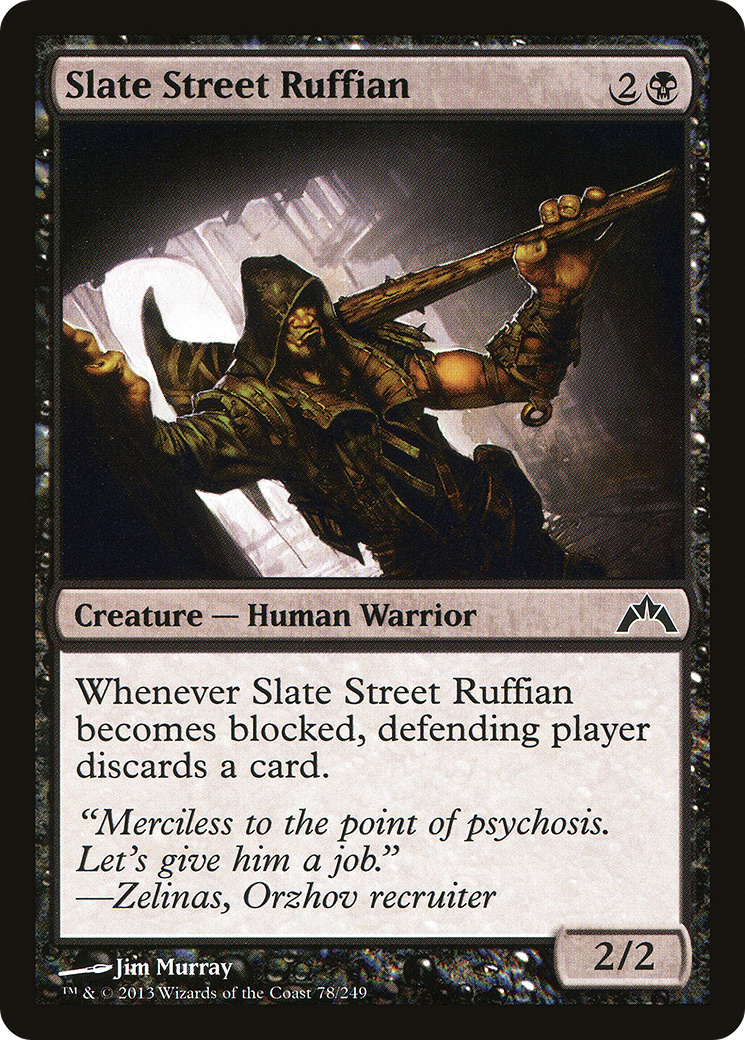 Slate Street Ruffian 2
Creature — Human Warrior
Whenever Slate Street Ruffian
becomes blocked, defending player
discards a card.
“Merciless to the point of psychosis.
Let’s give him a job.”
—Zelinas, Orzhov recruiter
2/2
Jim Murray
™ & © 2013 Wizards of the Coast 78/249